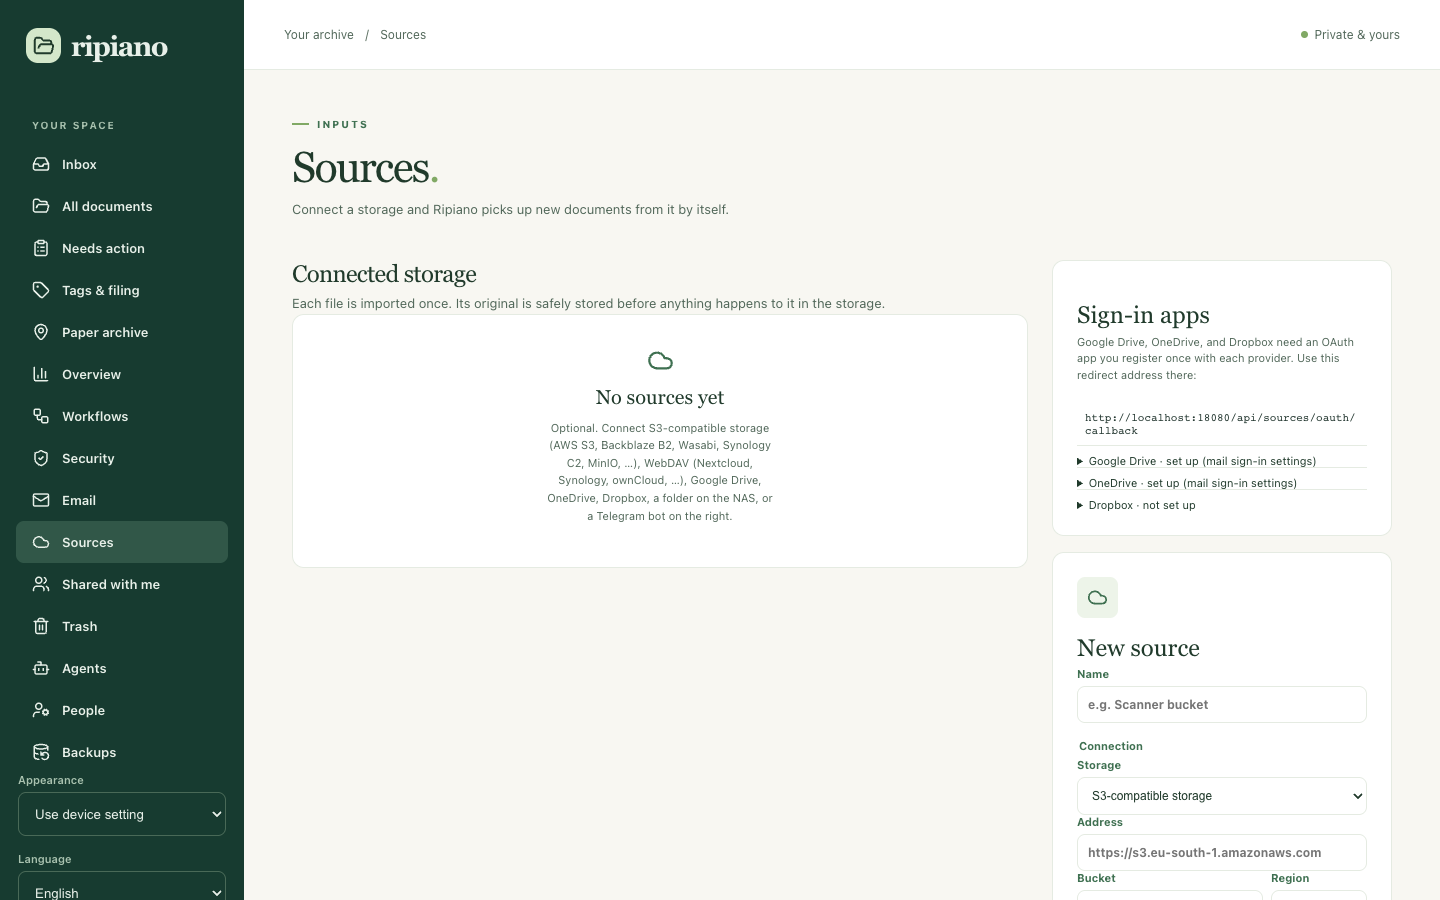 ripiano
YOUR SPACE
Inbox
All documents
Needs action
Tags & filing
Paper archive
Overview
Workflows
Security
Email
Sources
Shared with me
Trash
Agents
People
Backups
Appearance
Use device setting
Language
English
Your archive / Sources
Private & yours
INPUTS
Sources.
Connect a storage and Ripiano picks up new documents from it by itself.
Connected storage
Each file is imported once. Its original is safely stored before anything happens to it in the storage.
No sources yet
Optional. Connect S3-compatible storage
(AWS S3, Backblaze B2, Wasabi, Synology
C2, MinIO, …), WebDAV (Nextcloud,
Synology, ownCloud, …), Google Drive,
OneDrive, Dropbox, a folder on the NAS, or
a Telegram bot on the right.
Sign-in apps
Google Drive, OneDrive, and Dropbox need an OAuth
app you register once with each provider. Use this
redirect address there:
http://localhost:18080/api/sources/oauth/
callback
Google Drive · set up (mail sign-in settings)
OneDrive · set up (mail sign-in settings)
Dropbox · not set up
New source
Name
e.g. Scanner bucket
Connection
Storage
S3-compatible storage
Address
https://s3.eu-south-1.amazonaws.com
Bucket Region